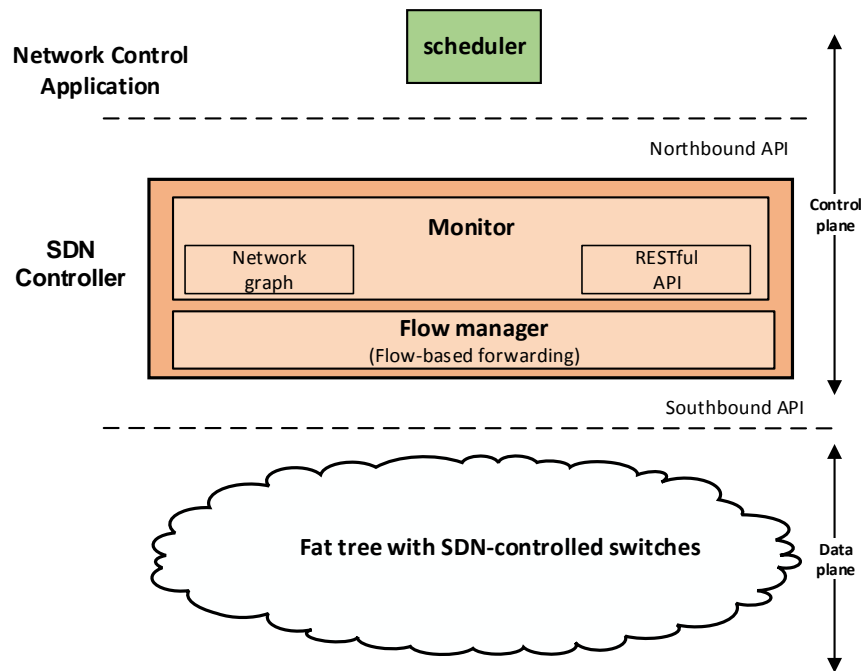 scheduler
Network Control
Application
Northbound API
Monitor
Network
graph
RESTful
API
SDN
Controller
Control
plane
Flow manager
(Flow-based forwarding)
Southbound API
Fat tree with SDN-controlled switches
Data
plane